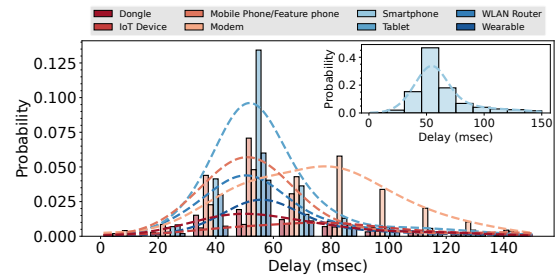 Dongle Mobile Phone/Feature phone Smartphone WLAN Router
IoT Device Modem Tablet Wearable
Probability
0.125
0.100
0.075
0.050
0.025
0.000
0 20 40 60 80 100 120 140
Delay (msec)
Probability
0.4
0.2
0.0
0 50 100 150
Delay (msec)